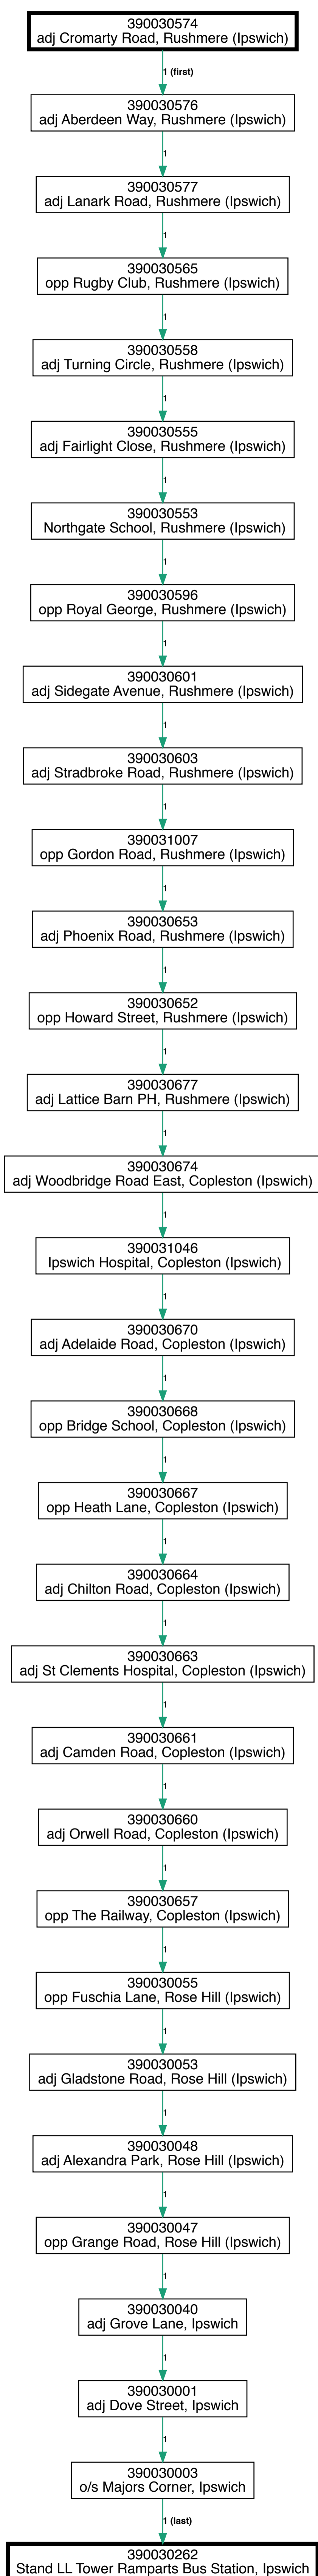 390030574
adj Cromarty Road, Rushmere (Ipswich)
1 (first)
390030576
adj Aberdeen Way, Rushmere (Ipswich)
1
390030577
adj Lanark Road, Rushmere (Ipswich)
1
390030565
opp Rugby Club, Rushmere (Ipswich)
1
390030558
adj Turning Circle, Rushmere (Ipswich)
1
390030555
adj Fairlight Close, Rushmere (Ipswich)
1
390030553
Northgate School, Rushmere (Ipswich)
1
390030596
opp Royal George, Rushmere (Ipswich)
1
390030601
adj Sidegate Avenue, Rushmere (Ipswich)
1
390030603
adj Stradbroke Road, Rushmere (Ipswich)
1
390031007
opp Gordon Road, Rushmere (Ipswich)
1
390030653
adj Phoenix Road, Rushmere (Ipswich)
1
390030652
opp Howard Street, Rushmere (Ipswich)
1
390030677
adj Lattice Barn PH, Rushmere (Ipswich)
1
390030674
adj Woodbridge Road East, Copleston (Ipswich)
1
390031046
Ipswich Hospital, Copleston (Ipswich)
1
390030670
adj Adelaide Road, Copleston (Ipswich)
1
390030668
opp Bridge School, Copleston (Ipswich)
1
390030667
opp Heath Lane, Copleston (Ipswich)
1
390030664
adj Chilton Road, Copleston (Ipswich)
1
390030663
adj St Clements Hospital, Copleston (Ipswich)
1
390030661
adj Camden Road, Copleston (Ipswich)
1
390030660
adj Orwell Road, Copleston (Ipswich)
1
390030657
opp The Railway, Copleston (Ipswich)
1
390030055
opp Fuschia Lane, Rose Hill (Ipswich)
1
390030053
adj Gladstone Road, Rose Hill (Ipswich)
1
390030048
adj Alexandra Park, Rose Hill (Ipswich)
1
390030047
opp Grange Road, Rose Hill (Ipswich)
1
390030040
adj Grove Lane, Ipswich
1
390030001
adj Dove Street, Ipswich
1
390030003
o/s Majors Corner, Ipswich
1 (last)
390030262
Stand LL Tower Ramparts Bus Station, Ipswich